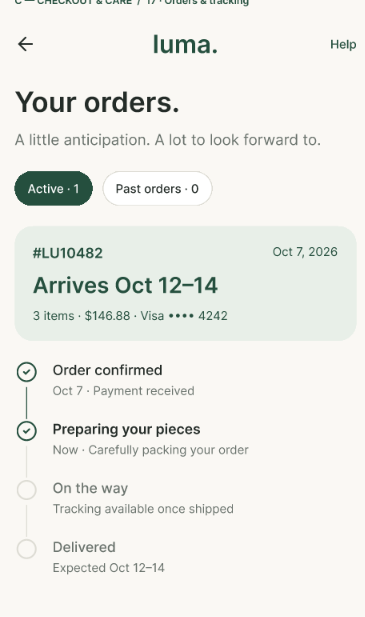 C — CHECKOUT & CARE / 17 · Orders & tracking
← luma. Help
Your orders.
A little anticipation. A lot to look forward to.
Active · 1 Past orders · 0
#LU10482 Oct 7, 2026
Arrives Oct 12–14
3 items · $146.88 · Visa •••• 4242
Order confirmed
Oct 7 · Payment received
Preparing your pieces
Now · Carefully packing your order
On the way
Tracking available once shipped
Delivered
Expected Oct 12–14